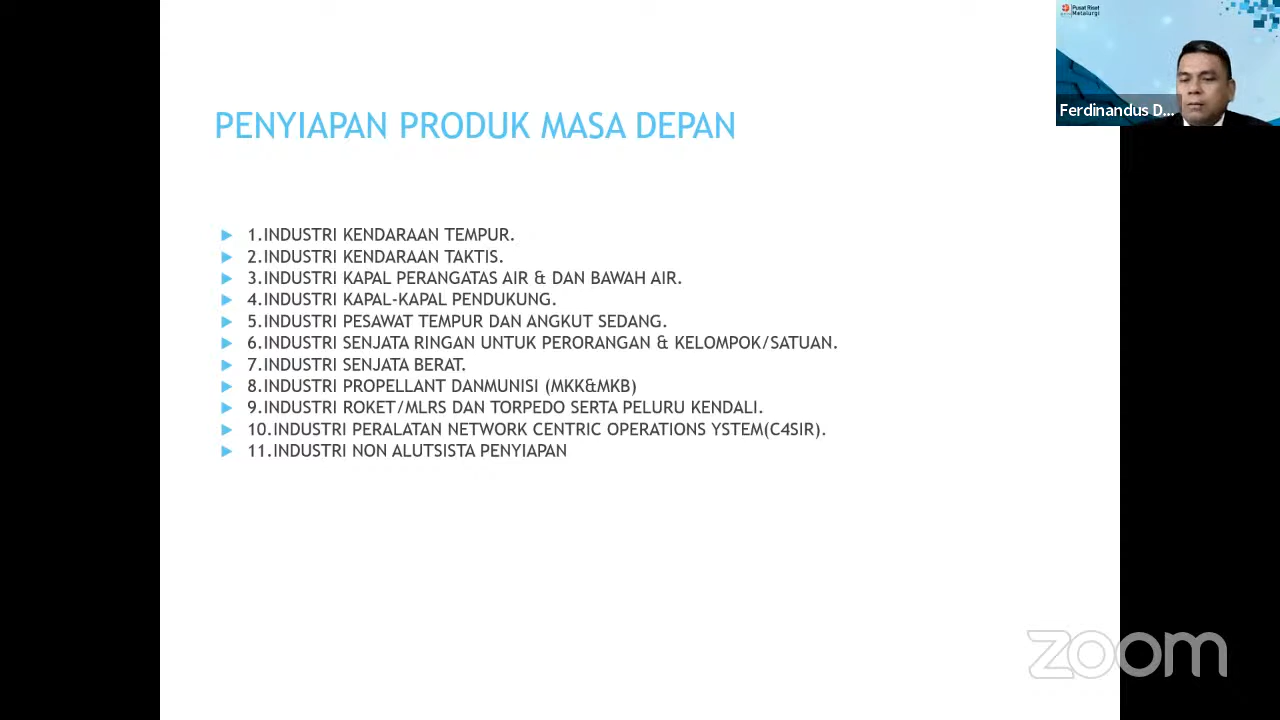 Pusat Riset
Metalurgi
Ferdinandus D...
PENYIAPAN PRODUK MASA DEPAN
1.INDUSTRI KENDARAAN TEMPUR.
2.INDUSTRI KENDARAAN TAKTIS.
3.INDUSTRI KAPAL PERANGATAS AIR & DAN BAWAH AIR.
4.INDUSTRI KAPAL-KAPAL PENDUKUNG.
5.INDUSTRI PESAWAT TEMPUR DAN ANGKUT SEDANG.
6.INDUSTRI SENJATA RINGAN UNTUK PERORANGAN & KELOMPOK/SATUAN.
7.INDUSTRI SENJATA BERAT.
8.INDUSTRI PROPELLANT DANMUNISI (MKK&MKB)
9.INDUSTRI ROKET/MLRS DAN TORPEDO SERTA PELURU KENDALI.
10.INDUSTRI PERALATAN NETWORK CENTRIC OPERATIONS YSTEM(C4SIR).
11.INDUSTRI NON ALUTSISTA PENYIAPAN
zoom